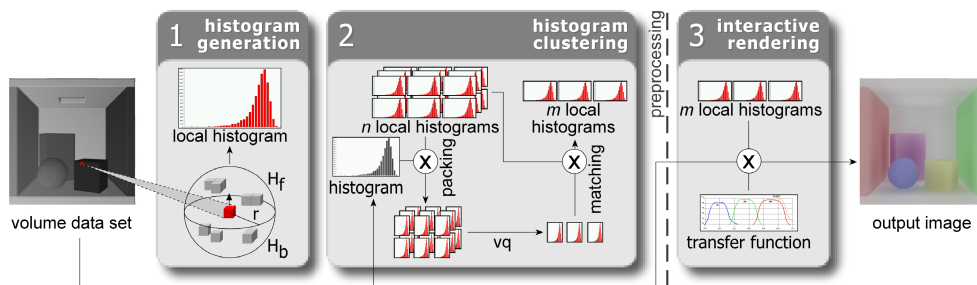 1 histogram generation
2 histogram clustering
preprocessing
3 interactive rendering
volume data set
local histogram
H_f
r
H_b
n local histograms
histogram
X
packing
vq
m local histograms
X
matching
m local histograms
X
transfer function
output image